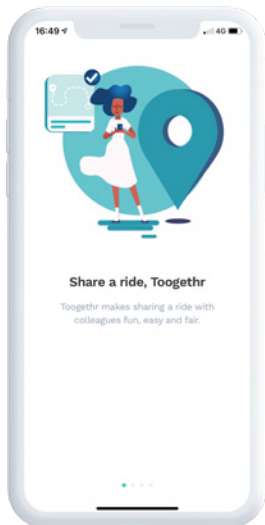 16:49 4G
Share a ride, Toogethr
Toogethr makes sharing a ride with
colleagues fun, easy and fair.